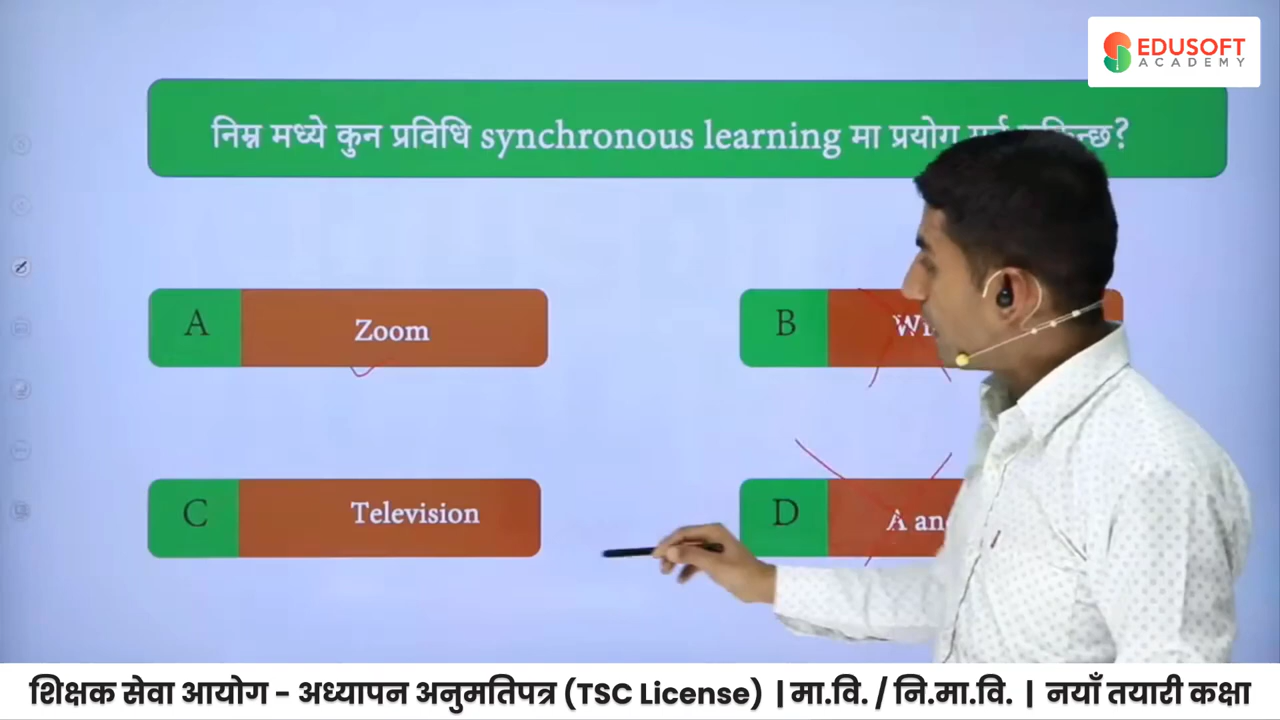 EDUSOFT
ACADEMY
निम्न मध्ये कुन प्रविधि synchronous learning मा प्रयोग
A
Zoom
B
C
Television
D
A
शिक्षक सेवा आयोग - अध्यापन अनुमतिपत्र (TSC License) | मा.वि. / नि.मा.वि. | नयाँ तयारी कक्षा